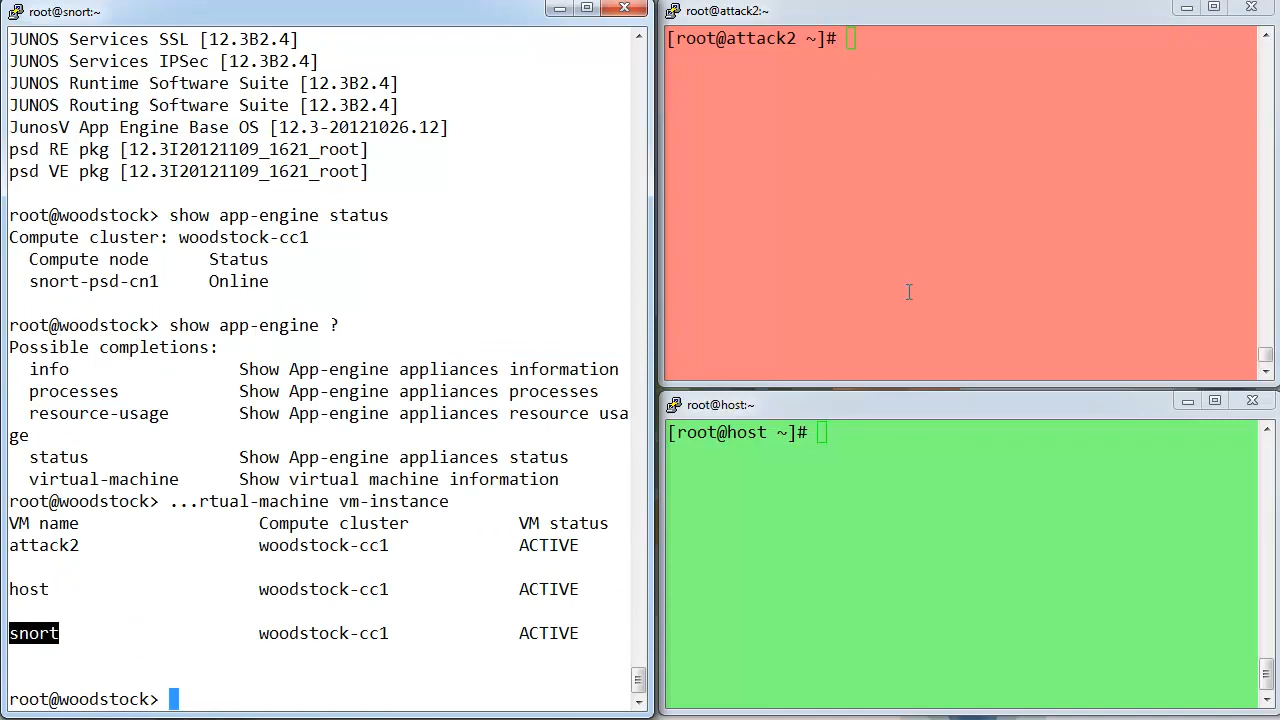 root@snort:~
JUNOS Services SSL [12.3B2.4]
JUNOS Services IPSec [12.3B2.4]
JUNOS Runtime Software Suite [12.3B2.4]
JUNOS Routing Software Suite [12.3B2.4]
JunosV App Engine Base OS [12.3-20121026.12]
psd RE pkg [12.3I20121109_1621_root]
psd VE pkg [12.3I20121109_1621_root]
root@woodstock> show app-engine status
Compute cluster: woodstock-cc1
Compute node Status
snort-psd-cn1 Online
root@woodstock> show app-engine ?
Possible completions:
info Show App-engine appliances information
processes Show App-engine appliances processes
resource-usage Show App-engine appliances resource usa
ge
status Show App-engine appliances status
virtual-machine Show virtual machine information
root@woodstock> ...rtual-machine vm-instance
VM name Compute cluster VM status
attack2 woodstock-cc1 ACTIVE
host woodstock-cc1 ACTIVE
snort woodstock-cc1 ACTIVE
root@woodstock>
root@attack2:~
[root@attack2 ~]#
root@host:~
[root@host ~]#